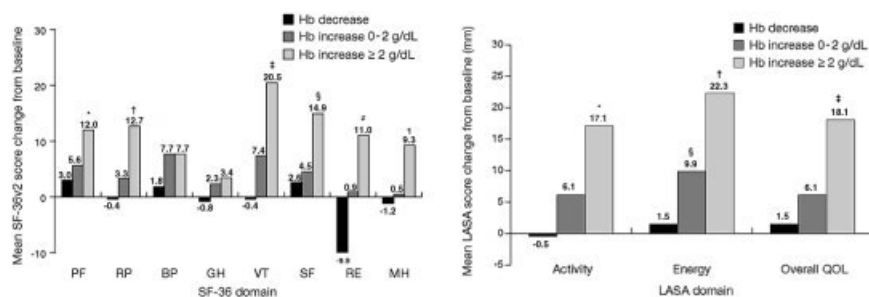 Hb decrease
Hb increase 0-2 g/dL
Hb increase ≥ 2 g/dL
Mean SF-36v2 score change from baseline
30
20
10
0
-10
3.0 5.6 12.0 *
-0.4 3.3 12.7 †
1.8 7.7 7.7
-0.8 2.3 3.4
-0.4 7.4 20.5 ‡
2.6 4.5 14.9 §
0.9 11.0
-1.2 0.5 9.3
PF RP BP GH VT SF RE MH
SF-36 domain
Hb decrease
Hb increase 0-2 g/dL
Hb increase ≥ 2 g/dL
Mean LASA score change from baseline (mm)
35
30
25
20
15
10
5
0
-5
-0.5 6.1 17.1 *
1.5 9.9 § 22.3 †
1.5 6.1 18.1 ‡
Activity Energy Overall QOL
LASA domain